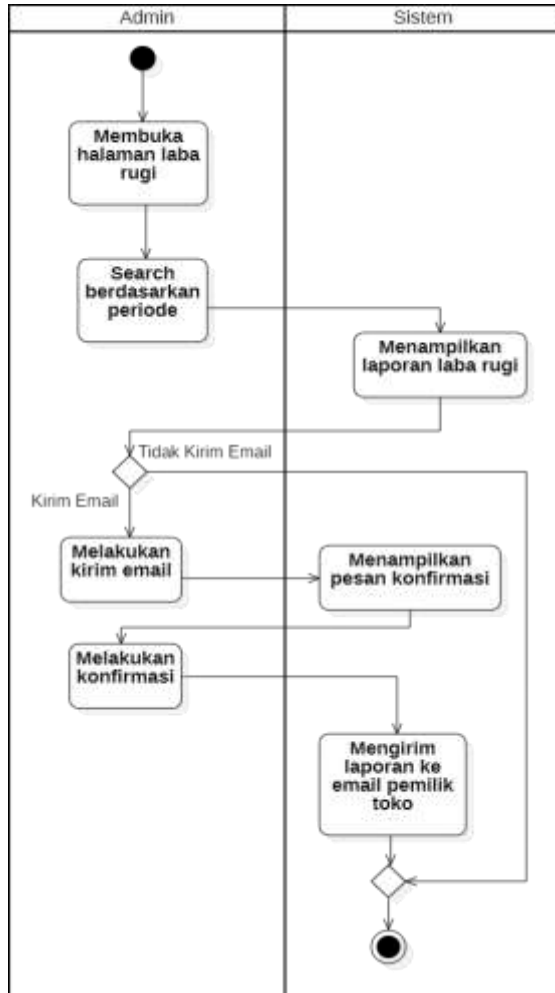 Admin
Sistem
Membuka
halaman laba
rugi
Search
berdasarkan
periode
Menampilkan
laporan laba rugi
Tidak Kirim Email
Kirim Email
Melakukan
kirim email
Menampilkan
pesan konfirmasi
Melakukan
konfirmasi
Mengirim
laporan ke
email pemilik
toko